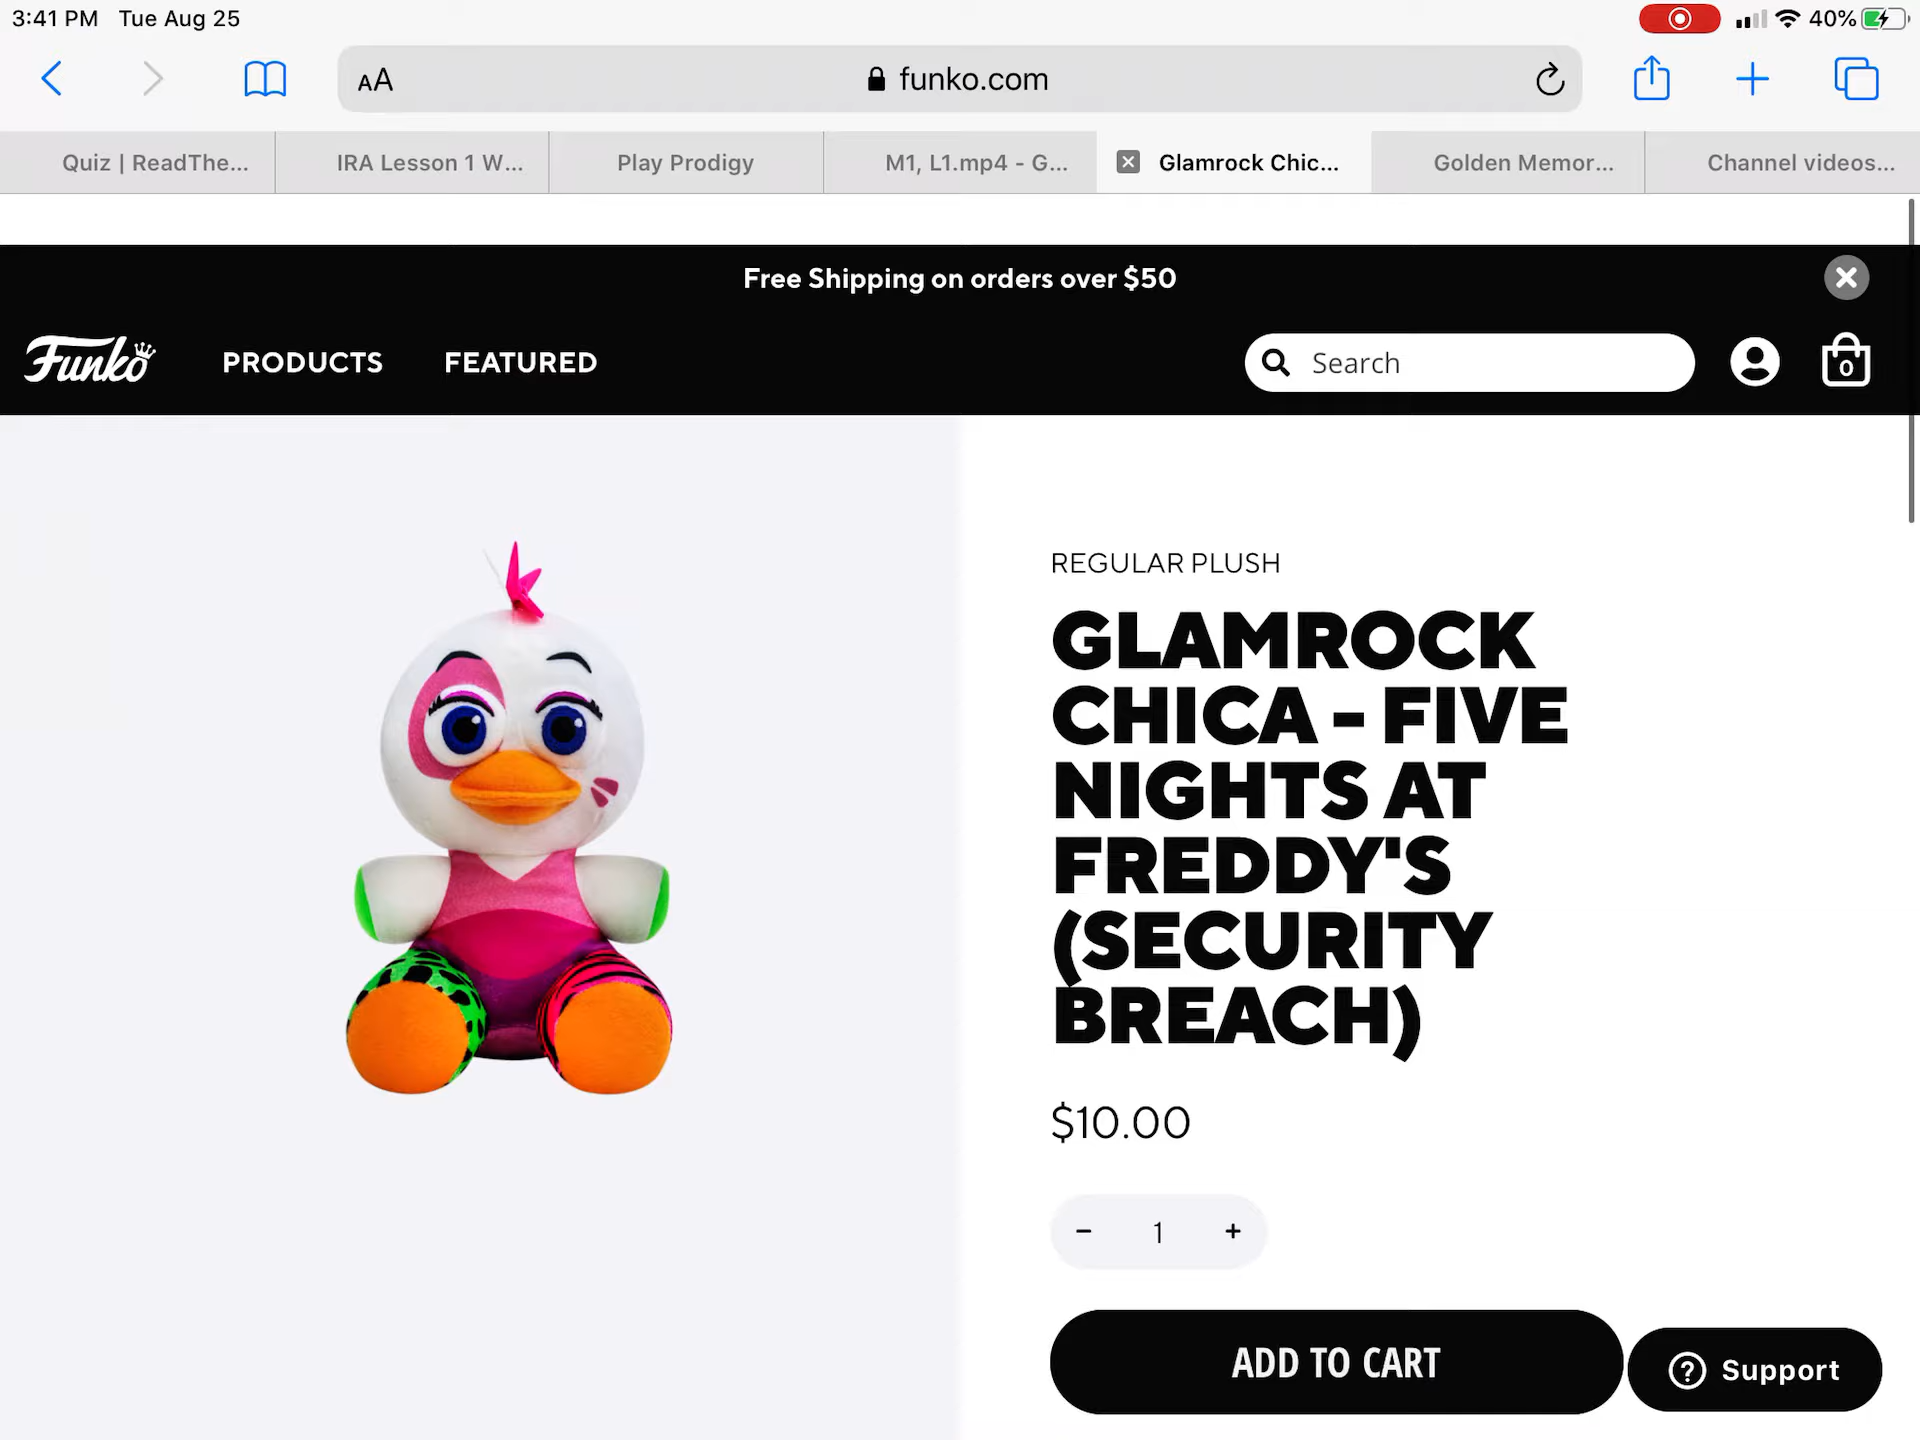 3:41 PM Tue Aug 25
40%
AA
funko.com
Quiz | ReadThe...
IRA Lesson 1 W...
Play Prodigy
M1, L1.mp4 - G...
Glamrock Chic...
Golden Memor...
Channel videos...
Free Shipping on orders over $50
Funko
PRODUCTS
FEATURED
Search
0
REGULAR PLUSH
GLAMROCK
CHICA - FIVE
NIGHTS AT
FREDDY'S
(SECURITY
BREACH)
$10.00
- 1 +
ADD TO CART
? Support